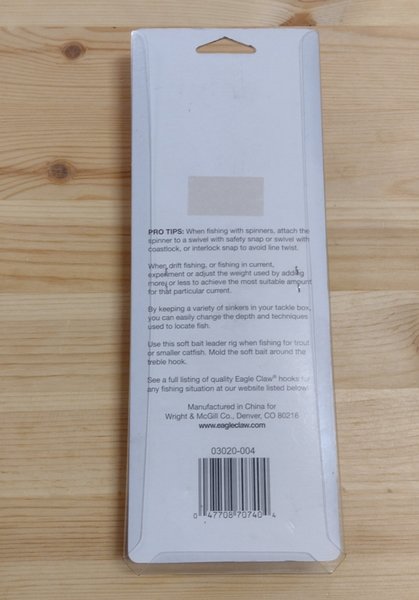 PRO TIPS: When fishing with spinners, attach the
spinner to a swivel with safety snap or swivel with
coastlock, or interlock snap to avoid line twist.
When drift fishing, or fishing in current,
experiment or adjust the weight used by adding
more or less to achieve the most suitable amount
for that particular current.
By keeping a variety of sinkers in your tackle box,
you can easily change the depth and techniques
used to locate fish.
Use this soft bait leader rig when fishing for trout
or smaller catfish. Mold the soft bait around the
treble hook.
See a full listing of quality Eagle Claw® hooks for
any fishing situation at our website listed below!
Manufactured in China for
Wright & McGill Co., Denver, CO 80216
www.eagleclaw.com
03020-004
0 47708 70740 4